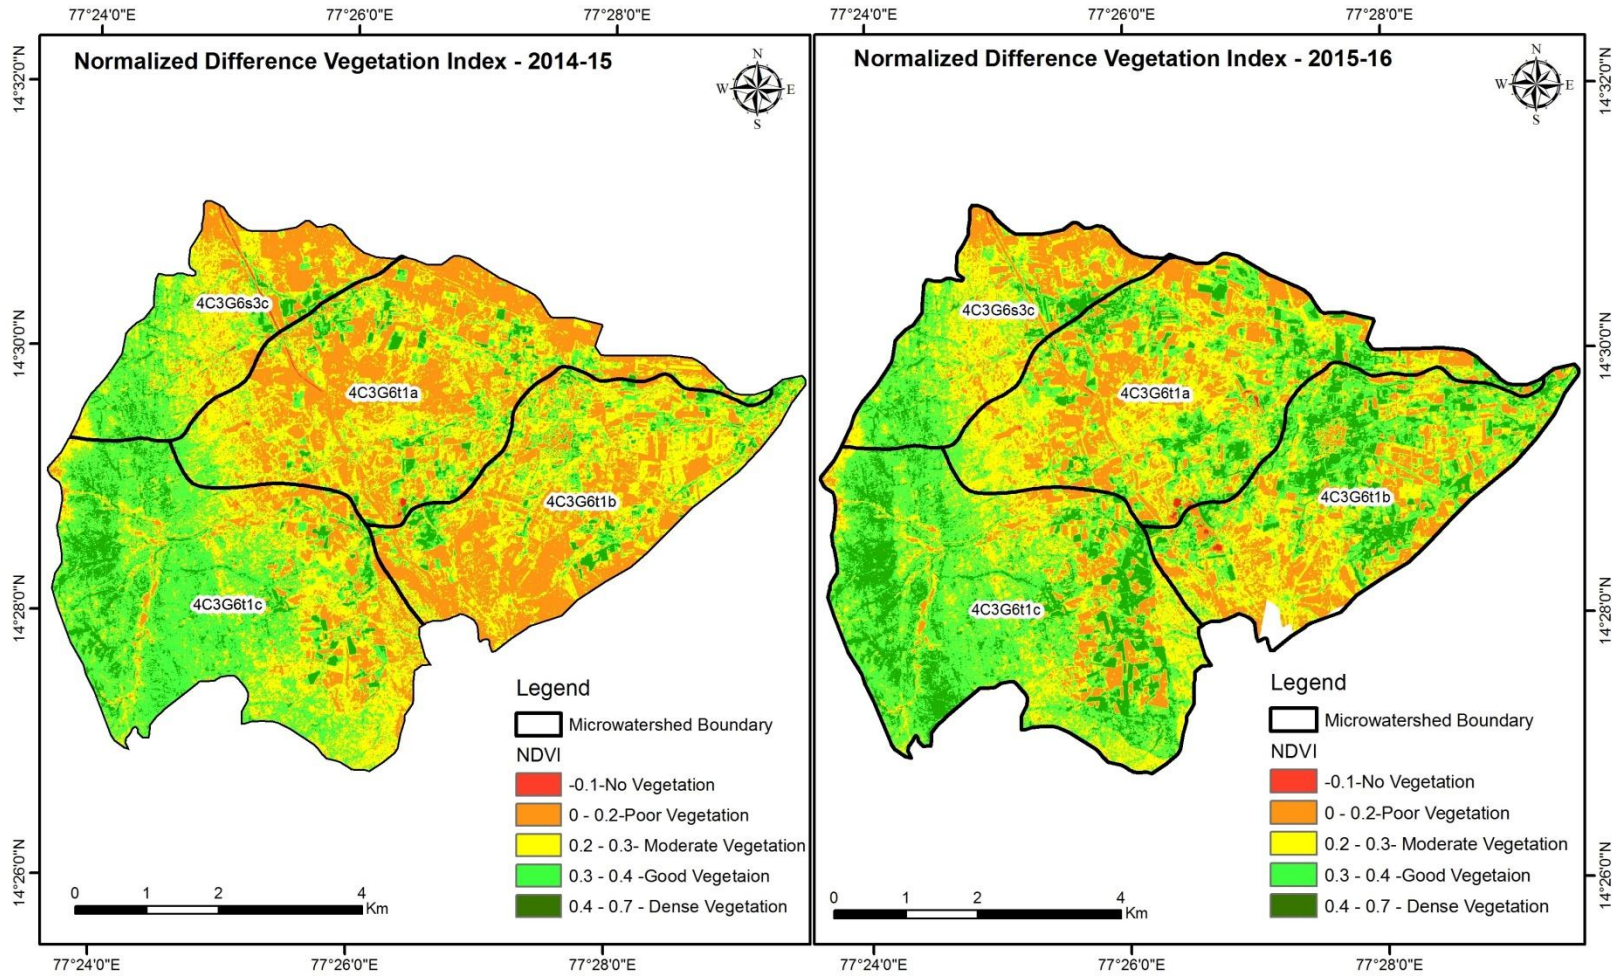 77°24'0"E 77°26'0"E 77°28'0"E
Normalized Difference Vegetation Index - 2014-15
N
W E
S
14°32'0"N
14°30'0"N
14°28'0"N
14°26'0"N
4C3G6s3c
4C3G6t1a
4C3G6t1b
4C3G6t1c
Legend
Microwatershed Boundary
NDVI
-0.1-No Vegetation
0 - 0.2-Poor Vegetation
0.2 - 0.3- Moderate Vegetation
0.3 - 0.4 -Good Vegetaion
0.4 - 0.7 - Dense Vegetation
0 1 2 4
Km
77°24'0"E 77°26'0"E 77°28'0"E
77°24'0"E 77°26'0"E 77°28'0"E
Normalized Difference Vegetation Index - 2015-16
N
W E
S
14°32'0"N
14°30'0"N
14°28'0"N
14°26'0"N
4C3G6s3c
4C3G6t1a
4C3G6t1b
4C3G6t1c
Legend
Microwatershed Boundary
NDVI
-0.1-No Vegetation
0 - 0.2-Poor Vegetation
0.2 - 0.3- Moderate Vegetation
0.3 - 0.4 -Good Vegetaion
0.4 - 0.7 - Dense Vegetation
0 1 2 4
Km
77°24'0"E 77°26'0"E 77°28'0"E